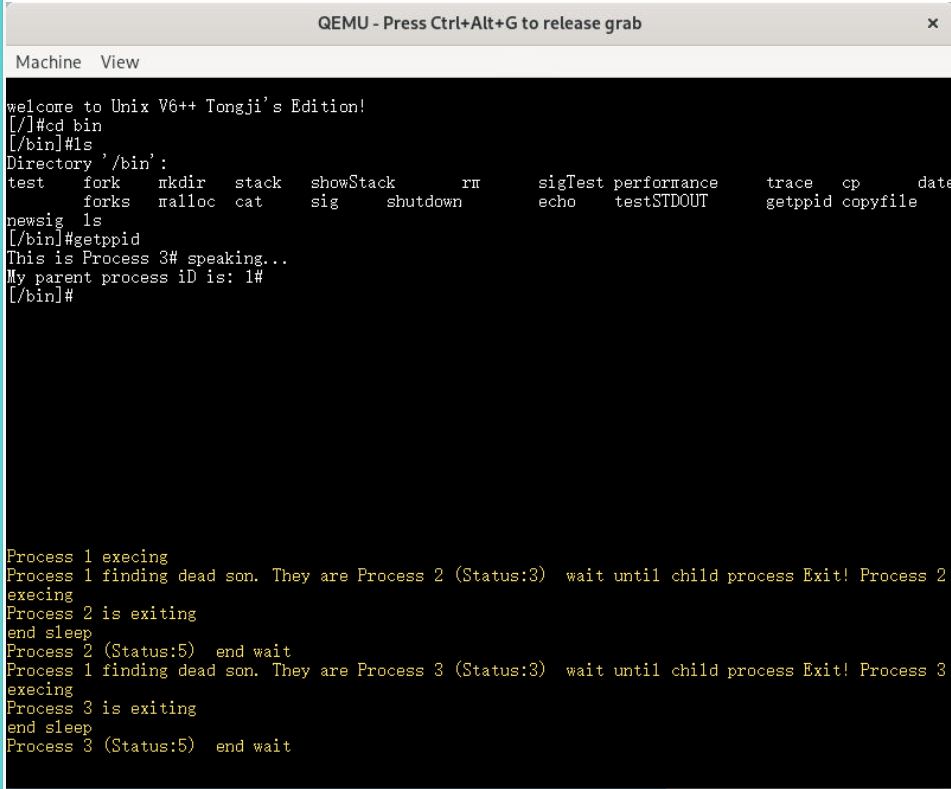 QEMU - Press Ctrl+Alt+G to release grab ×
Machine View
welcome to Unix V6++ Tongji's Edition!
[/]#cd bin
[/bin]#ls
Directory '/bin':
test fork mkdir stack showStack rm sigTest performance trace cp date
forks malloc cat sig shutdown echo testSTDOUT getppid copyfile
newsig ls
[/bin]#getppid
This is Process 3# speaking...
My parent process iD is: 1#
[/bin]#
Process 1 execing
Process 1 finding dead son. They are Process 2 (Status:3) wait until child process Exit! Process 2
execing
Process 2 is exiting
end sleep
Process 2 (Status:5) end wait
Process 1 finding dead son. They are Process 3 (Status:3) wait until child process Exit! Process 3
execing
Process 3 is exiting
end sleep
Process 3 (Status:5) end wait